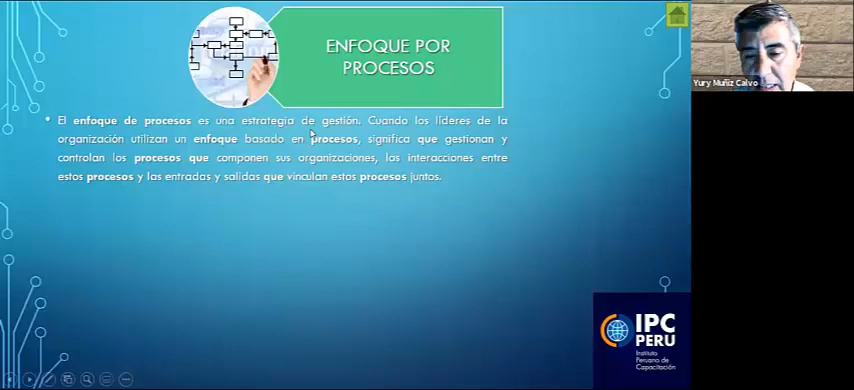 ENFOQUE POR
PROCESOS
• El enfoque de procesos es una estrategia de gestión. Cuando los líderes de la
organización utilizan un enfoque basado en procesos, significa que gestionan y
controlan los procesos que componen sus organizaciones, las interacciones entre
estos procesos y las entradas y salidas que vinculan estos procesos juntos.
Yury Muñiz Calvo
IPC
PERU
Instituto
Peruano de
Capacitación